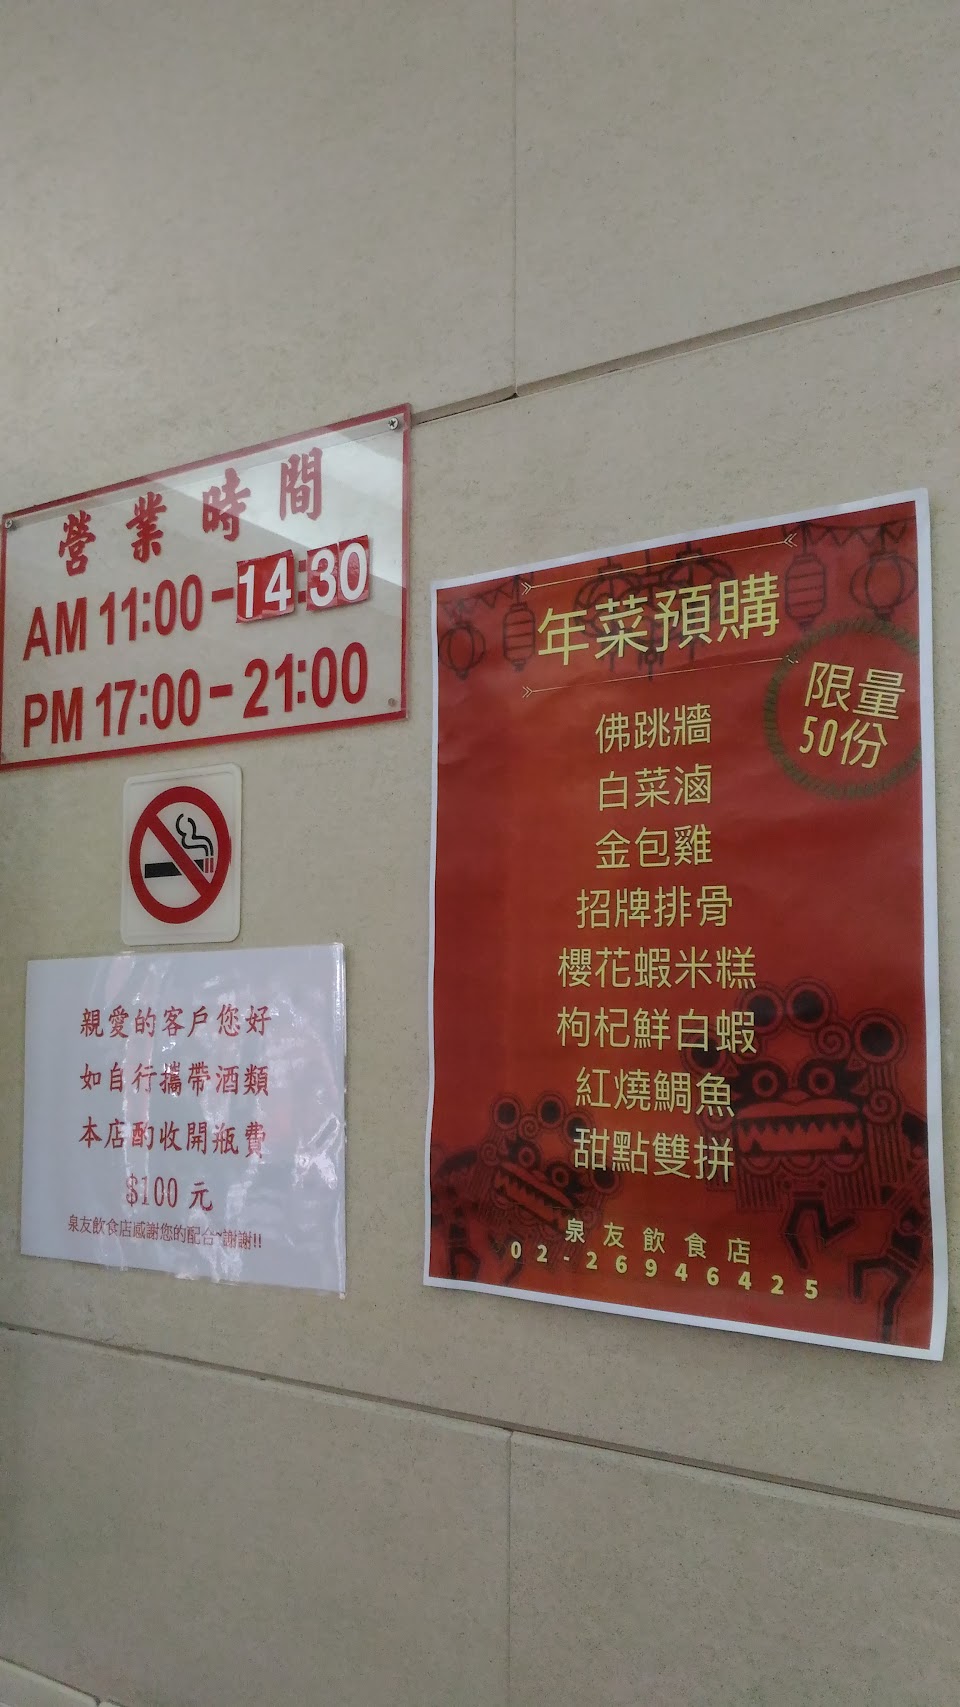 營業時間
AM 11:00-14:30
PM 17:00-21:00
親愛的客戶您好
如自行攜帶酒類
本店酌收開瓶費
$100 元
泉友飲食店感謝您的配合~謝謝!!
年菜預購
限量
50份
佛跳牆
白菜滷
金包雞
招牌排骨
櫻花蝦米糕
枸杞鮮白蝦
紅燒鯛魚
甜點雙拼
泉友飲食店
02-26946425